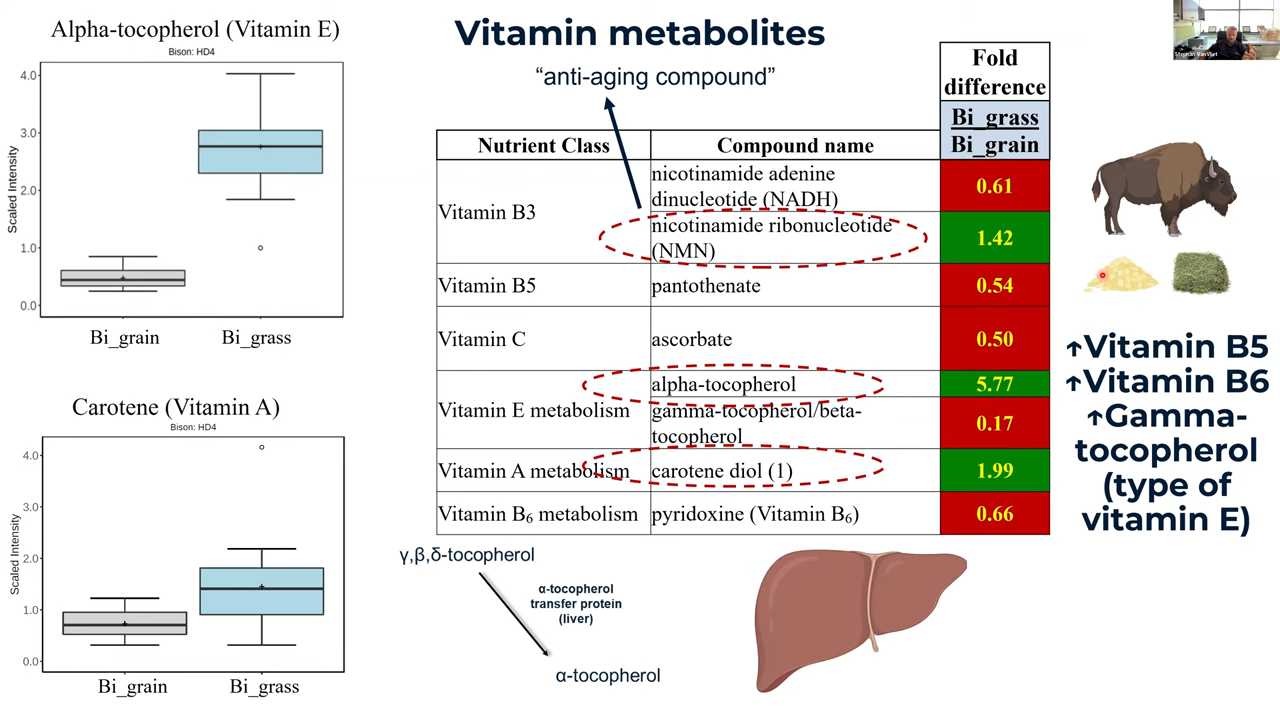 Alpha-tocopherol (Vitamin E)
Bison: HD4
4.0
3.0
2.0
1.0
0.0
Scaled Intensity
Bi_grain
Bi_grass
Carotene (Vitamin A)
Bison: HD4
4.0
3.0
2.0
1.0
0.0
Scaled Intensity
Bi_grain
Bi_grass
Vitamin metabolites
“anti-aging compound”
Fold
difference
Bi_grass
Bi_grain
Nutrient Class
Compound name
Vitamin B3
nicotinamide adenine
dinucleotide (NADH)
0.61
nicotinamide ribonucleotide
(NMN)
1.42
Vitamin B5
pantothenate
0.54
Vitamin C
ascorbate
0.50
Vitamin E metabolism
alpha-tocopherol
5.77
gamma-tocopherol/beta-
tocopherol
0.17
Vitamin A metabolism
carotene diol (1)
1.99
Vitamin B₆ metabolism
pyridoxine (Vitamin B₆)
0.66
γ,β,δ-tocopherol
α-tocopherol
transfer protein
(liver)
α-tocopherol
Stephan Van Vliet
↑Vitamin B5
↑Vitamin B6
↑Gamma-
tocopherol
(type of
vitamin E)